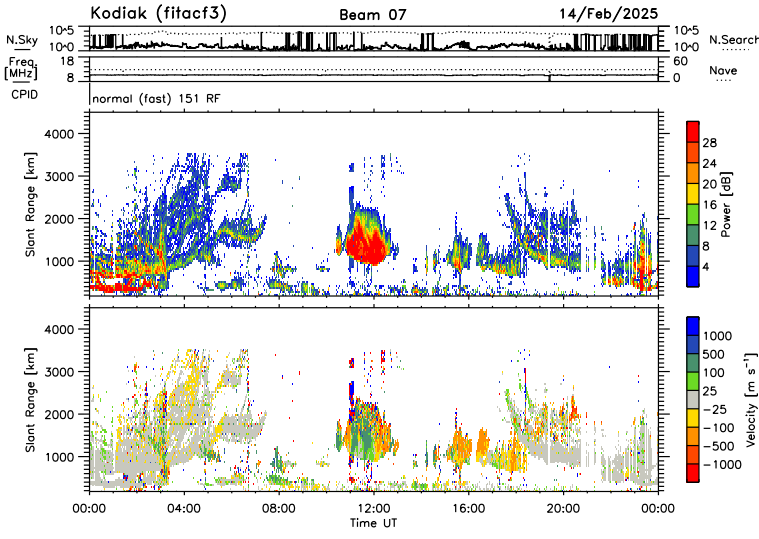 Kodiak (fitacf3) Beam 07 14/Feb/2025
N.Sky 10+5 10+0 10+5 10+0 N.Search
Freq. [MHz] 18 8 60 0 Nave
CPID normal (fast) 151 RF
Slant Range [km] 4000 3000 2000 1000
28 24 20 16 12 8 4 Power [dB]
Slant Range [km] 4000 3000 2000 1000
1000 500 100 25 −25 −100 −500 −1000 Velocity [m s⁻¹]
00:00 04:00 08:00 12:00 16:00 20:00 00:00
Time UT